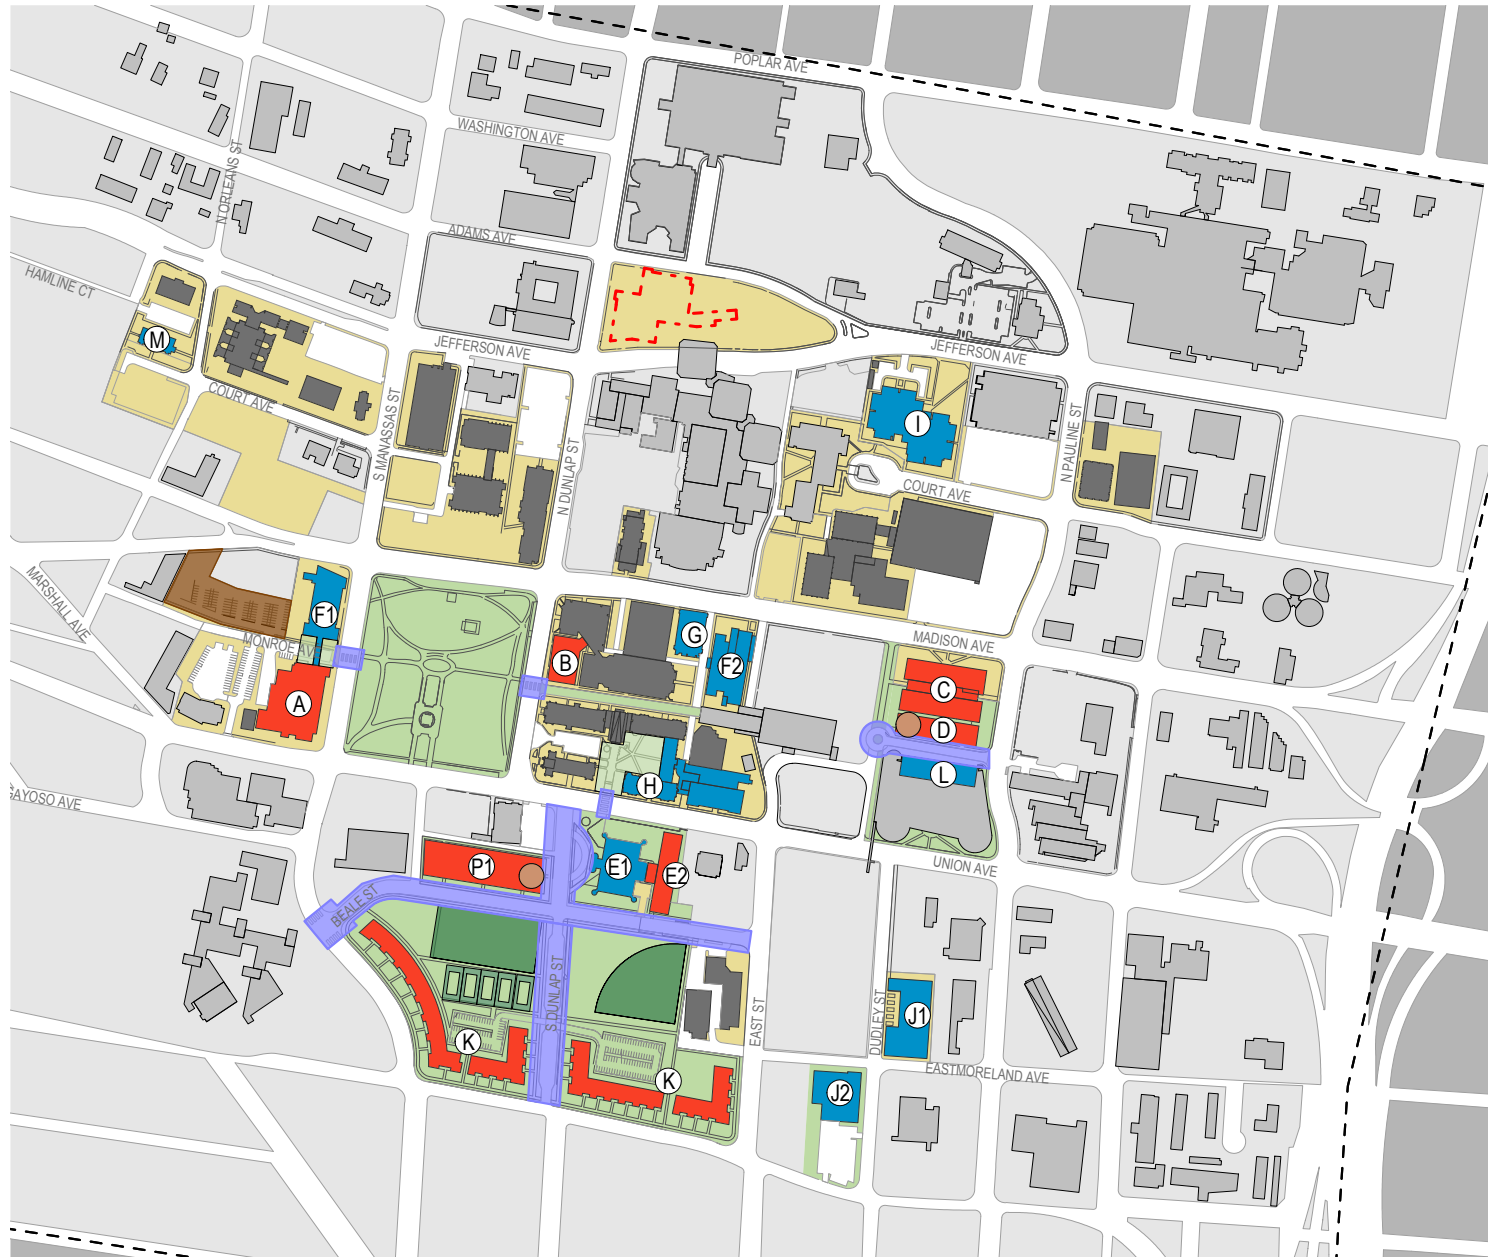 POPLAR AVE
WASHINGTON AVE
N ORLEANS ST
ADAMS AVE
HAMLINE CT
M
JEFFERSON AVE
JEFFERSON AVE
COURT AVE
S MANASSAS ST
N DUNLAP ST
I
N PAULINE ST
COURT AVE
MARSHALL AVE
F1
MONROE AVE
MADISON AVE
G
B
F2
A
C
D
L
H
GAYOSO AVE
UNION AVE
P1
E1
E2
BEALE ST
S DUNLAP ST
EAST ST
DUDLEY ST
J1
K
K
EASTMORELAND AVE
J2